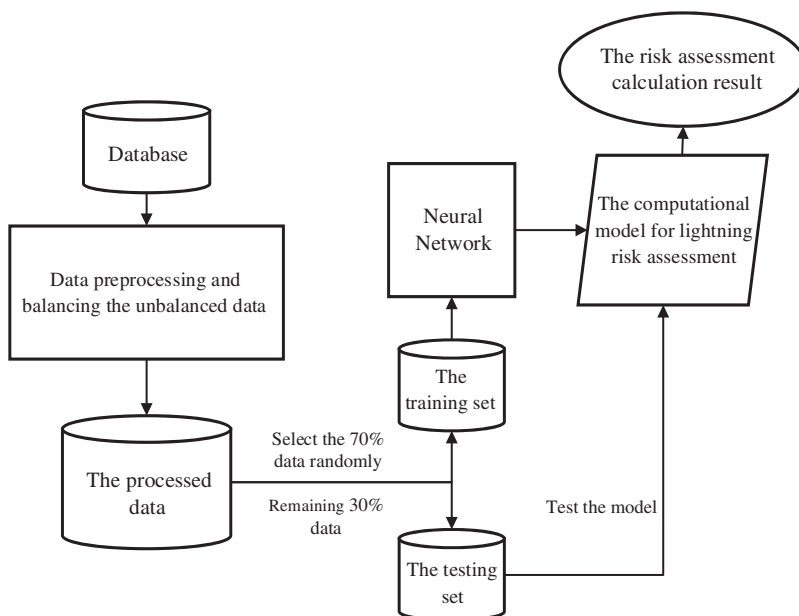 The risk assessment
calculation result
Database
Neural
Network
The computational
model for lightning
risk assessment
Data preprocessing and
balancing the unbalanced data
The
training set
Select the 70%
data randomly
The processed
data
Remaining 30%
data
Test the model
The testing
set